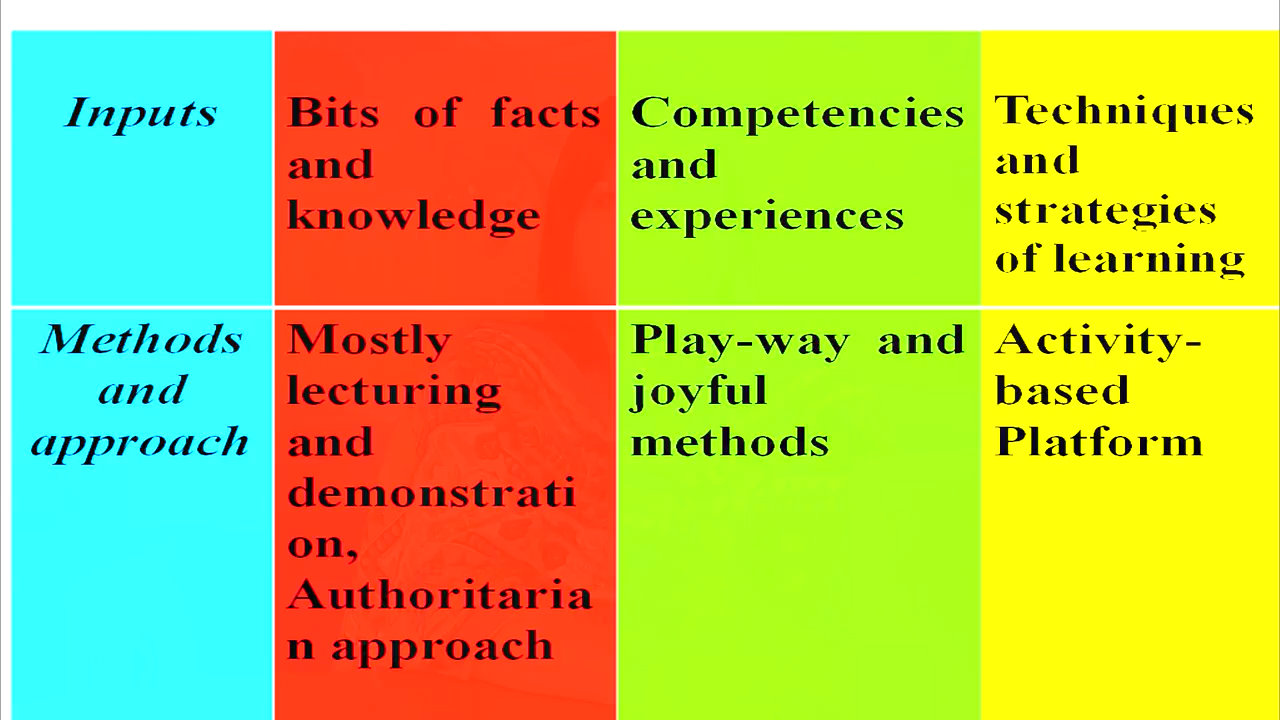 Inputs
Bits of facts
and
knowledge
Competencies
and
experiences
Techniques
and
strategies
of learning
Methods
and
approach
Mostly
lecturing
and
demonstrati
on,
Authoritaria
n approach
Play-way and
joyful
methods
Activity-
based
Platform